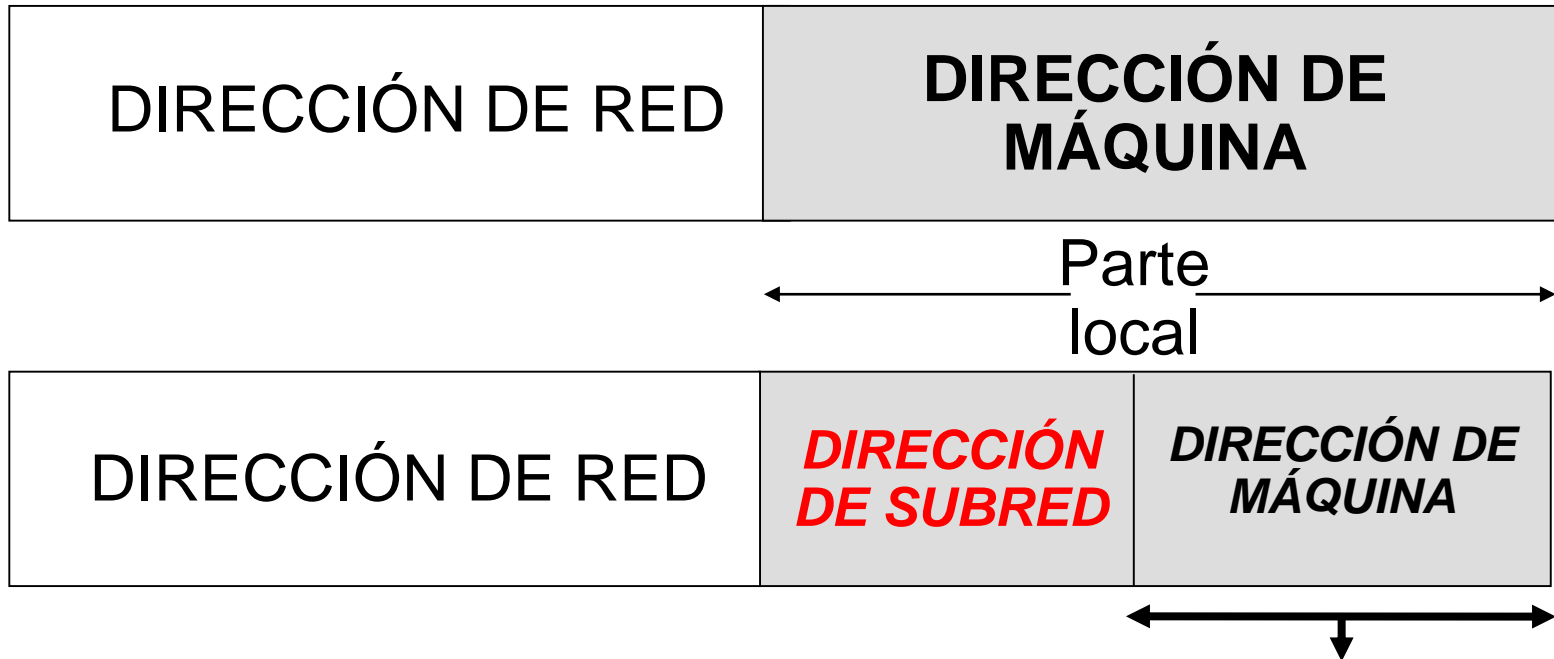 DIRECCIÓN DE RED
DIRECCIÓN DE
MÁQUINA
Parte
local
DIRECCIÓN DE RED
DIRECCIÓN
DE SUBRED
DIRECCIÓN DE
MÁQUINA